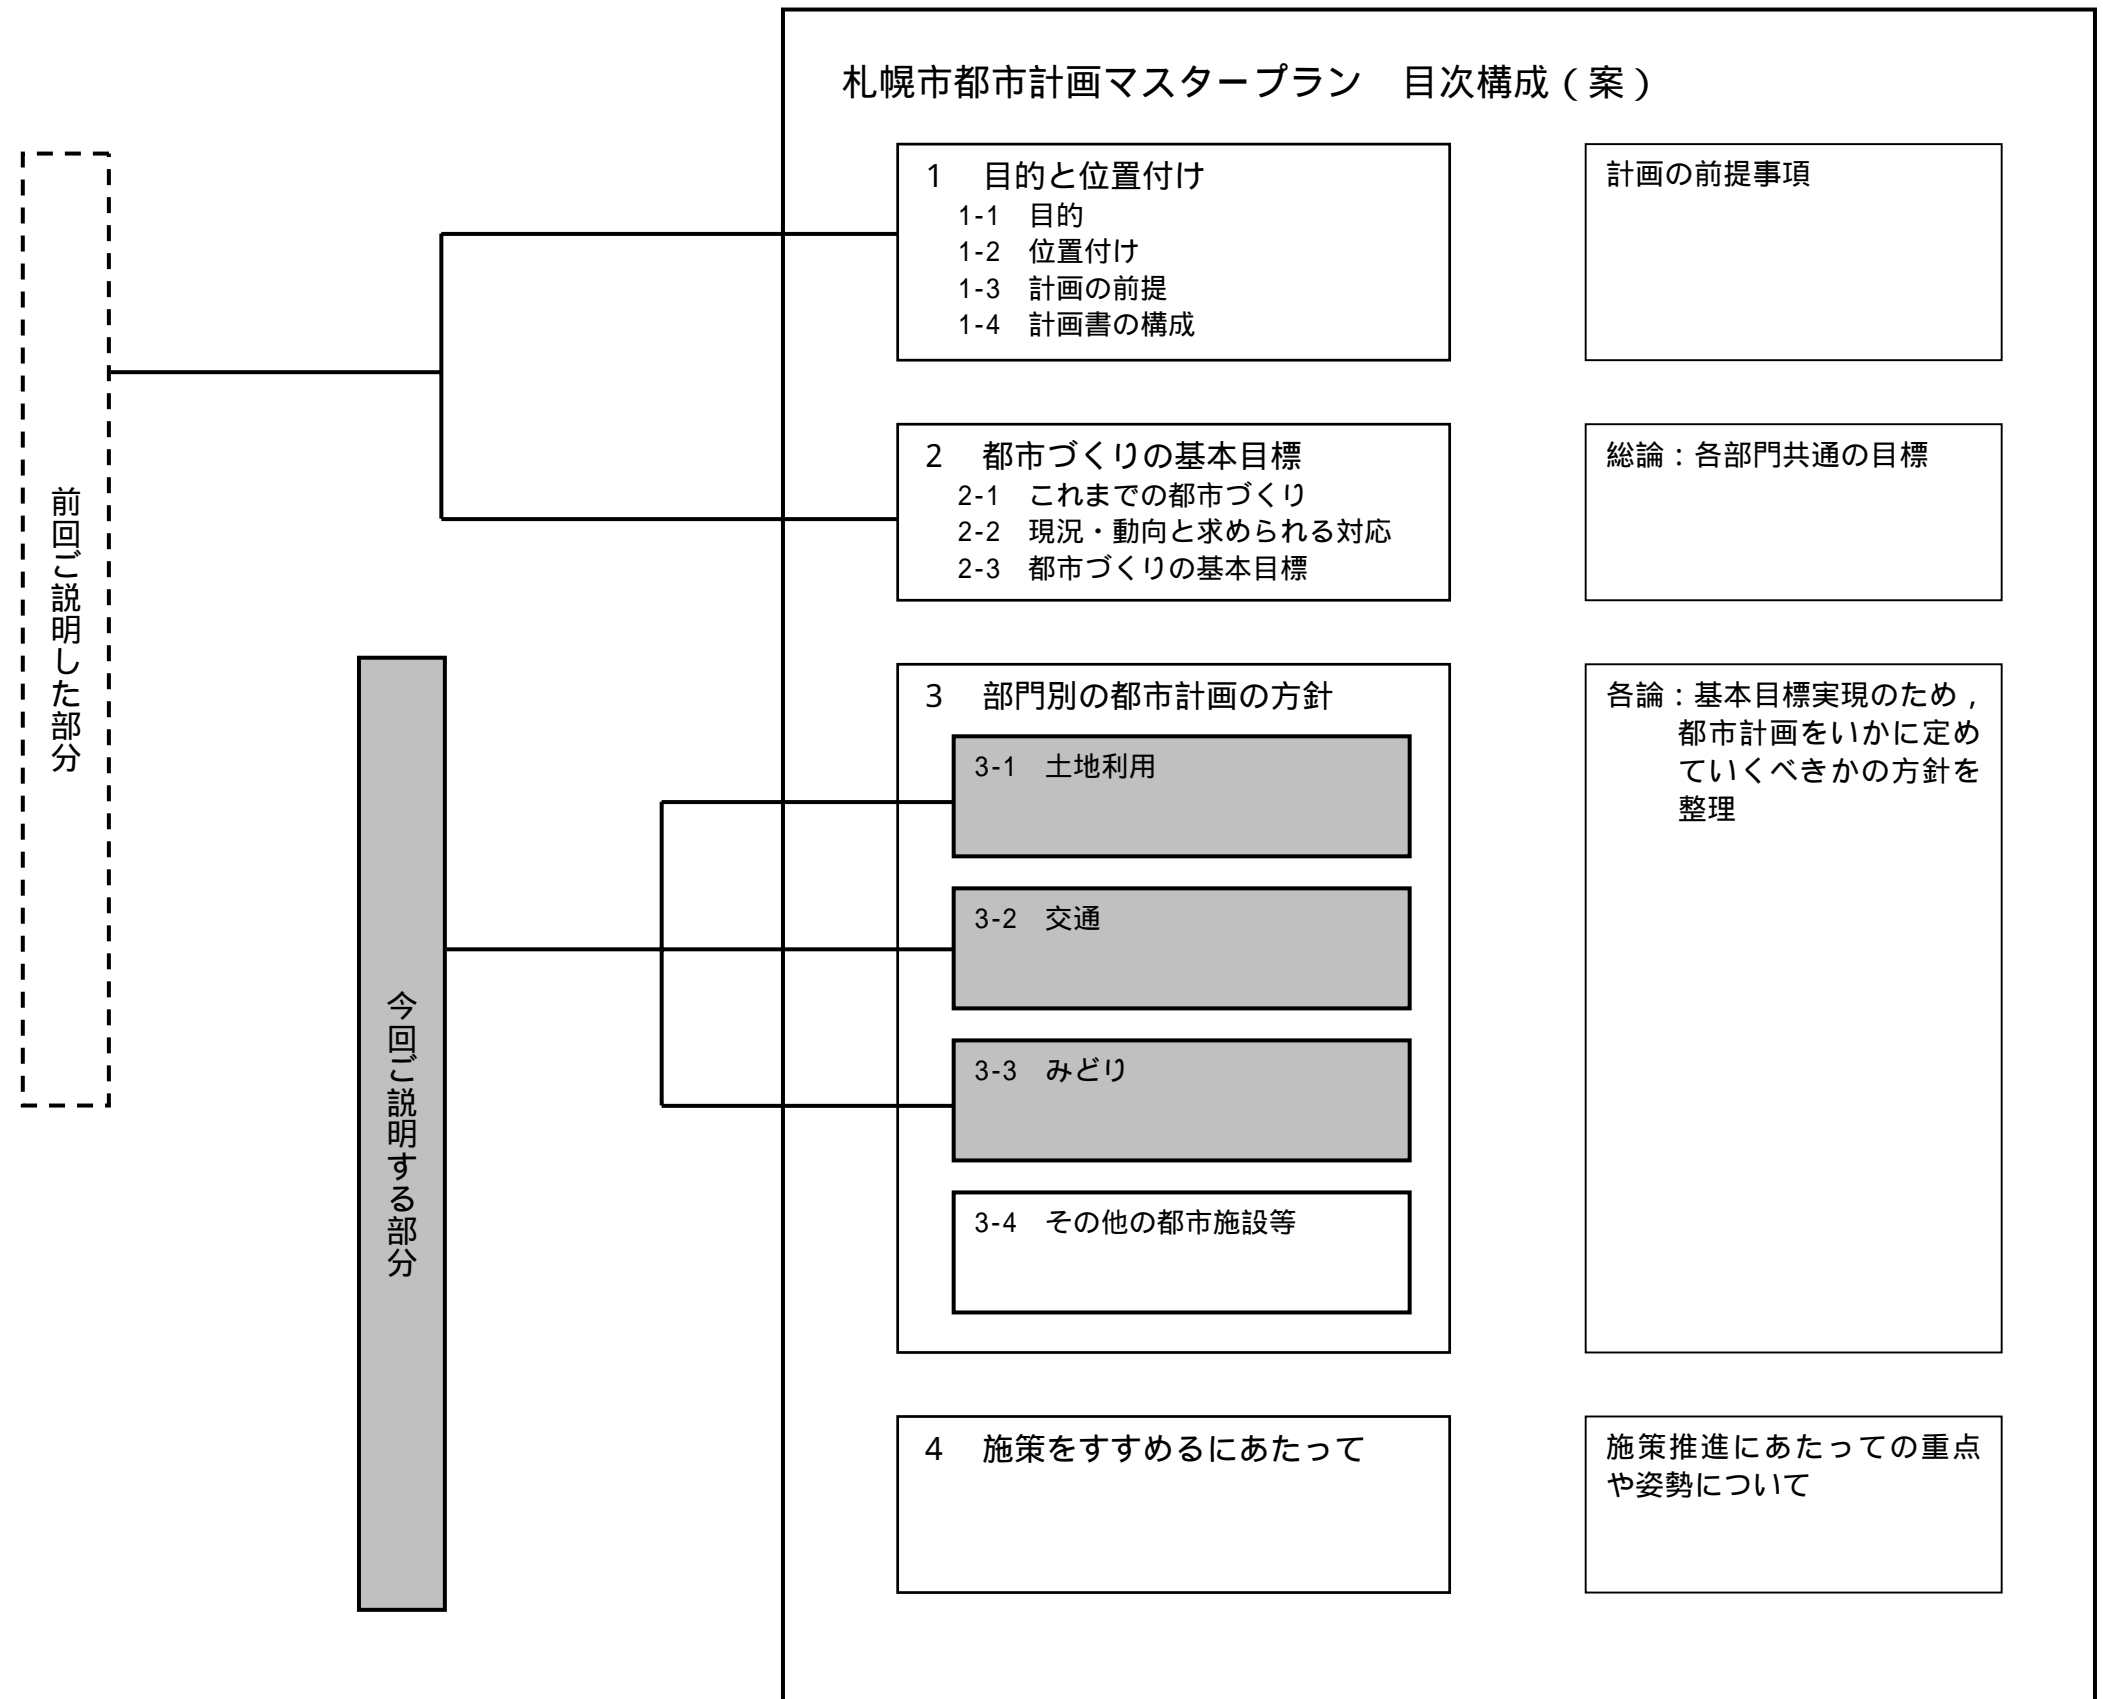 札幌市都市計画マスタープラン　目次構成（案）
前回ご説明した部分
1　目的と位置付け
1-1　目的
1-2　位置付け
1-3　計画の前提
1-4　計画書の構成
計画の前提事項
2　都市づくりの基本目標
2-1　これまでの都市づくり
2-2　現況・動向と求められる対応
2-3　都市づくりの基本目標
総論：各部門共通の目標
今回ご説明する部分
3　部門別の都市計画の方針
3-1　土地利用
3-2　交通
3-3　みどり
3-4　その他の都市施設等
各論：基本目標実現のため，
都市計画をいかに定め
ていくべきかの方針を
整理
4　施策をすすめるにあたって
施策推進にあたっての重点
や姿勢について